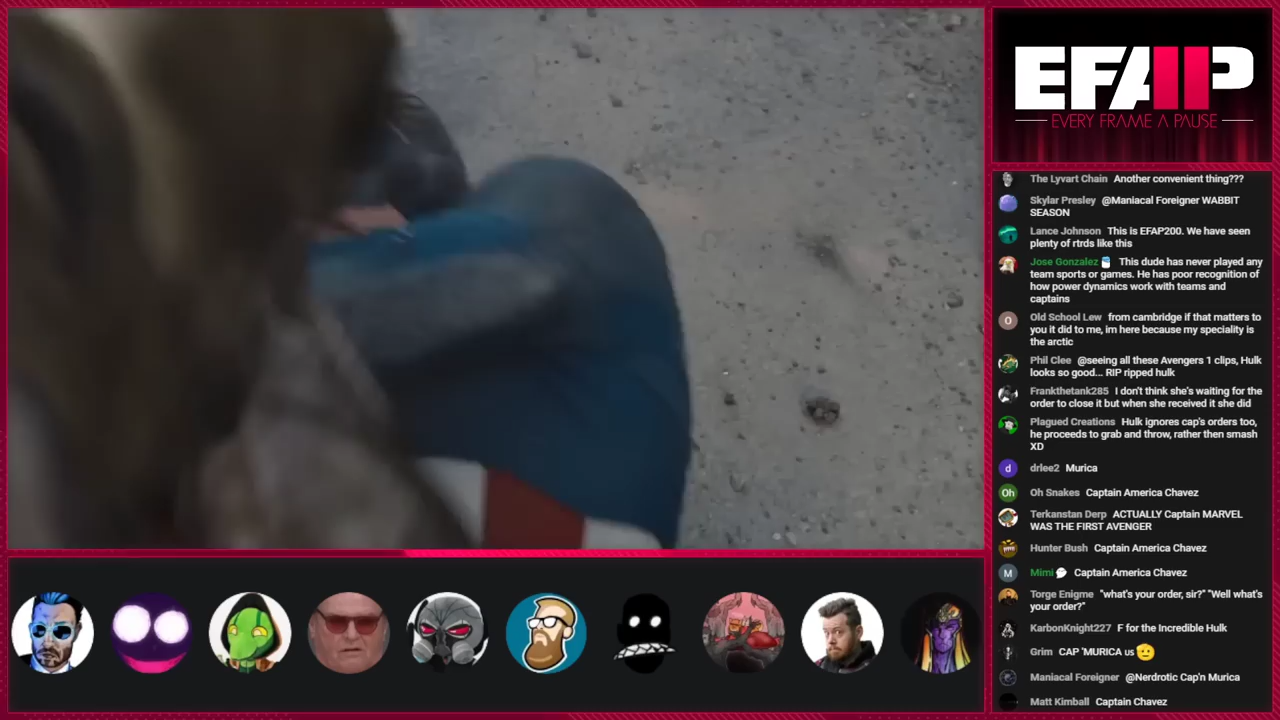 EFAP
EVERY FRAME A PAUSE
The Lyvart Chain Another convenient thing???
Skylar Presley @Maniacal Foreigner WABBIT
SEASON
Lance Johnson This is EFAP200. We have seen
plenty of rtrds like this
Jose Gonzalez This dude has never played any
team sports or games. He has poor recognition of
how power dynamics work with teams and
captains
O
Old School Lew from cambridge if that matters to
you it did to me, im here because my speciality is
the arctic
Phil Clee @seeing all these Avengers 1 clips, Hulk
looks so good... RIP ripped hulk
Frankthetank285 I don't think she's waiting for the
order to close it but when she received it she did
Plagued Creations Hulk ignores cap's orders too,
he proceeds to grab and throw, rather then smash
XD
d drlee2 Murica
Oh Oh Snakes Captain America Chavez
Terkanstan Derp ACTUALLY Captain MARVEL
WAS THE FIRST AVENGER
Hunter Bush Captain America Chavez
M Mimi Captain America Chavez
Torge Enigme "what's your order, sir?" "Well what's
your order?"
KarbonKnight227 F for the Incredible Hulk
Grim CAP 'MURICA us
Maniacal Foreigner @Nerdrotic Cap'n Murica
Matt Kimball Captain Chavez